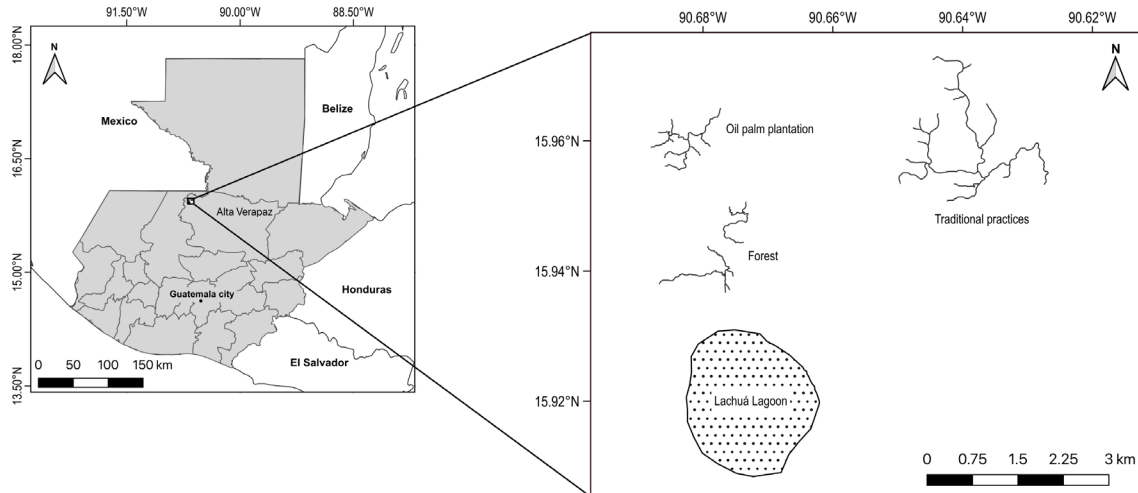 91.50°W 90.00°W 88.50°W
18.00°N
16.50°N
15.00°N
13.50°N
N
Mexico
Belize
Alta Verapaz
Guatemala city
Honduras
El Salvador
0 50 100 150 km
90.68°W 90.66°W 90.64°W 90.62°W
15.96°N
15.94°N
15.92°N
N
Oil palm plantation
Traditional practices
Forest
Lachuá Lagoon
0 0.75 1.5 2.25 3 km